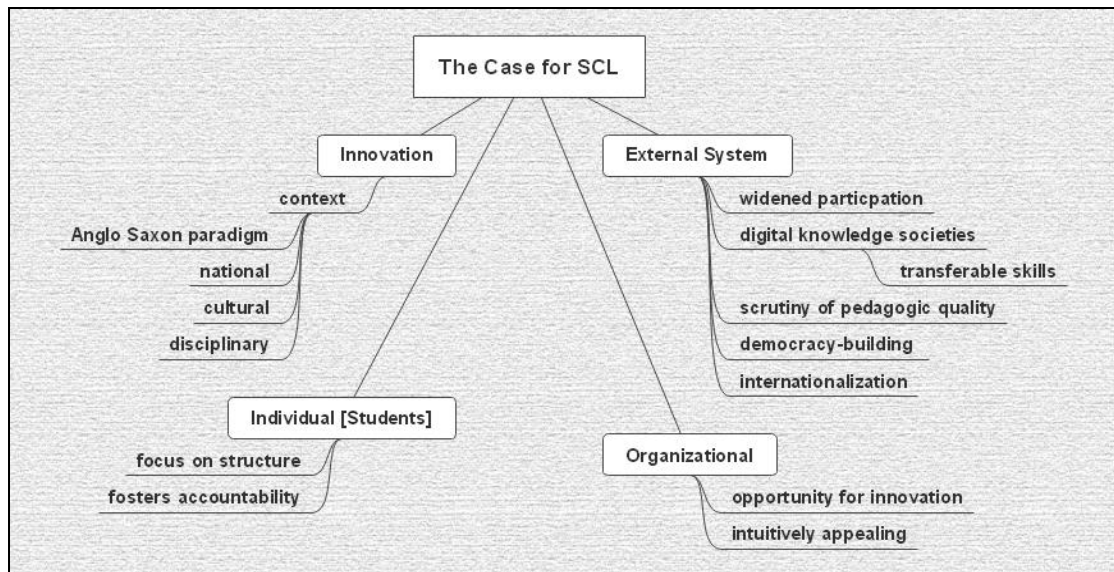 The Case for SCL
Innovation
context
Anglo Saxon paradigm
national
cultural
disciplinary
External System
widened particpation
digital knowledge societies
transferable skills
scrutiny of pedagogic quality
democracy-building
internationalization
Individual [Students]
focus on structure
fosters accountability
Organizational
opportunity for innovation
intuitively appealing